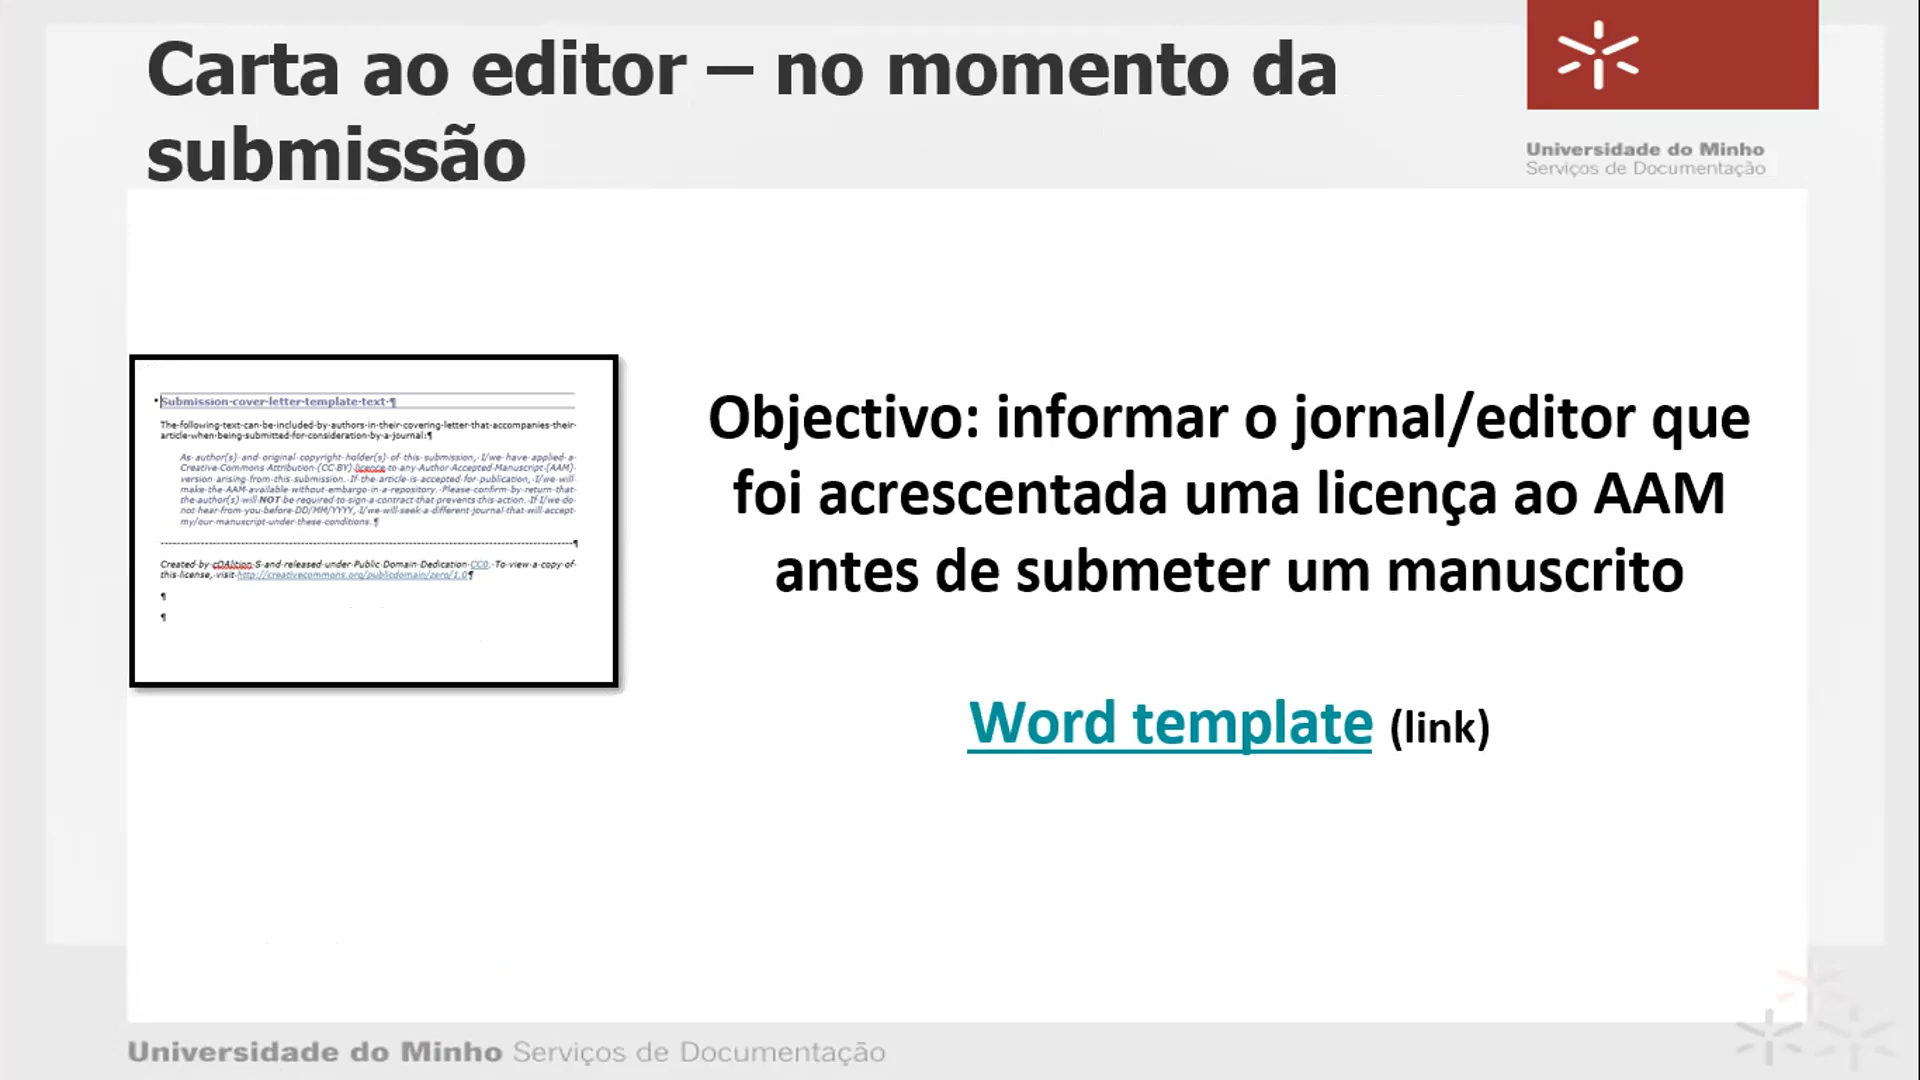 Carta ao editor – no momento da
submissão
Universidade do Minho
Serviços de Documentação
Submission·cover·letter·template·text·¶
The·following·text·can·be·included·by·authors·in·their·covering·letter·that·accompanies·their·
article·when·being·submitted·for·consideration·by·a·journal:¶
As· author(s)· and· original· copyright· holder(s)· of· this· submission,· I/we· have· applied· a·
Creative·Commons·Attribution·(CC·BY)·licence·to·any·Author·Accepted·Manuscript·(AAM)·
version·arising·from·this·submission.·If·the·article·is·accepted·for·publication,·I/we·will·
make·the·AAM·available·without·embargo·in·a·repository.·Please·confirm·by·return·that·
the·author(s)·will·NOT·be·required·to·sign·a·contract·that·prevents·this·action.·If·I/we·do·
not·hear·from·you·before·DD/MM/YYYY,·I/we·will·seek·a·different·journal·that·will·accept·
my/our·manuscript·under·these·conditions.¶
Created·by·cOAlition·S·and·released·under·Public·Domain·Dedication·CC0.·To·view·a·copy·of·
this·license,·visit·http://creativecommons.org/publicdomain/zero/1.0¶
¶
¶
Objectivo: informar o jornal/editor que
foi acrescentada uma licença ao AAM
antes de submeter um manuscrito
Word template (link)
Universidade do Minho Serviços de Documentação